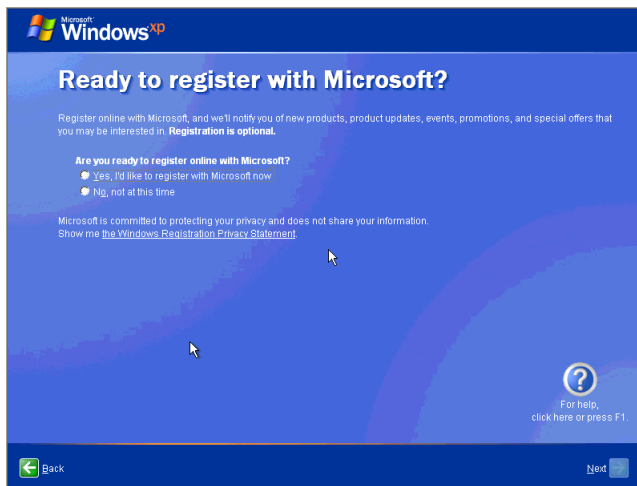 Microsoft
Windows xp
Ready to register with Microsoft?
Register online with Microsoft, and we'll notify you of new products, product updates, events, promotions, and special offers that
you may be interested in. Registration is optional.
Are you ready to register online with Microsoft?
Yes, I'd like to register with Microsoft now
No, not at this time
Microsoft is committed to protecting your privacy and does not share your information.
Show me the Windows Registration Privacy Statement.
For help,
click here or press F1.
Back
Next